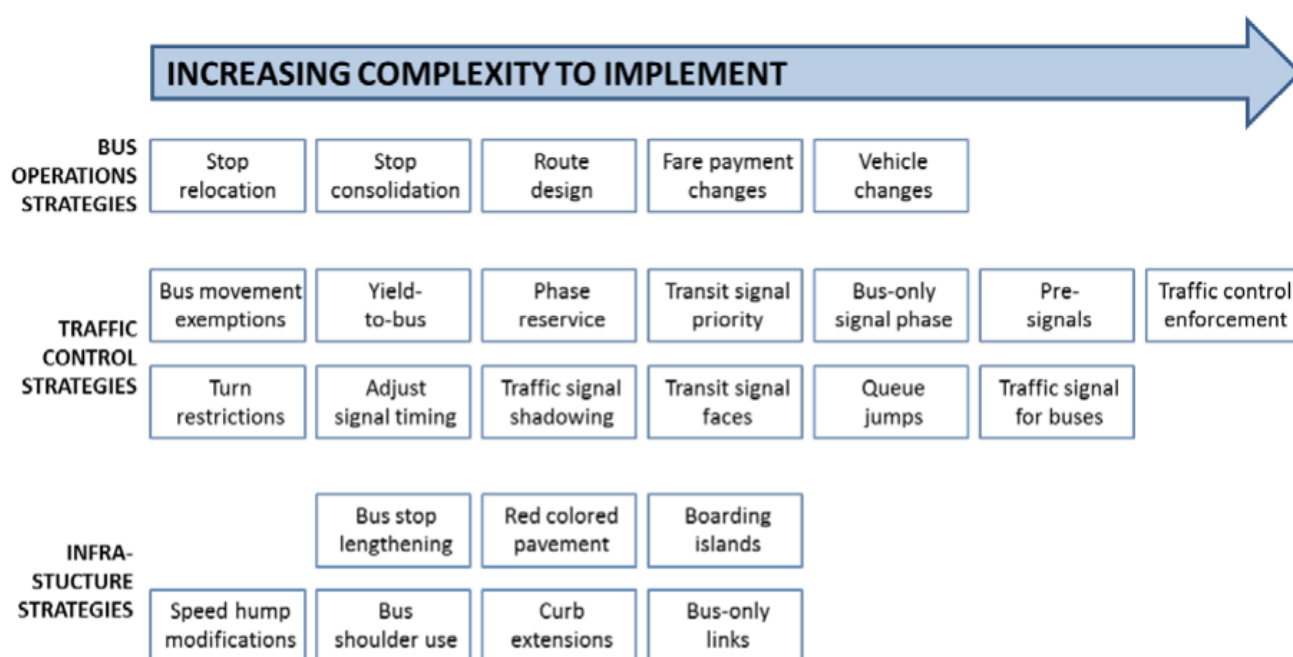 INCREASING COMPLEXITY TO IMPLEMENT
BUS
OPERATIONS
STRATEGIES
Stop
relocation
Stop
consolidation
Route
design
Fare payment
changes
Vehicle
changes
TRAFFIC
CONTROL
STRATEGIES
Bus movement
exemptions
Yield-
to-bus
Phase
reservice
Transit signal
priority
Bus-only
signal phase
Pre-
signals
Traffic control
enforcement
Turn
restrictions
Adjust
signal timing
Traffic signal
shadowing
Transit signal
faces
Queue
jumps
Traffic signal
for buses
INFRA-
STUCTURE
STRATEGIES
Bus stop
lengthening
Red colored
pavement
Boarding
islands
Speed hump
modifications
Bus
shoulder use
Curb
extensions
Bus-only
links